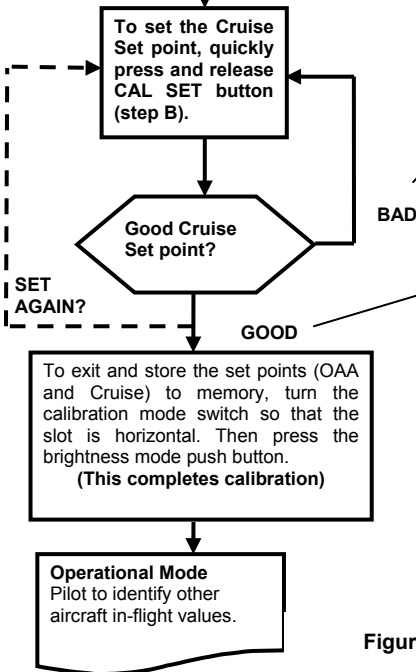 To set the Cruise
Set point, quickly
press and release
CAL SET button
(step B).
Good Cruise
Set point?
BAD
SET
AGAIN?
GOOD
To exit and store the set points (OAA
and Cruise) to memory, turn the
calibration mode switch so that the
slot is horizontal. Then press the
brightness mode push button.
(This completes calibration)
Operational Mode
Pilot to identify other
aircraft in-flight values.
Figur